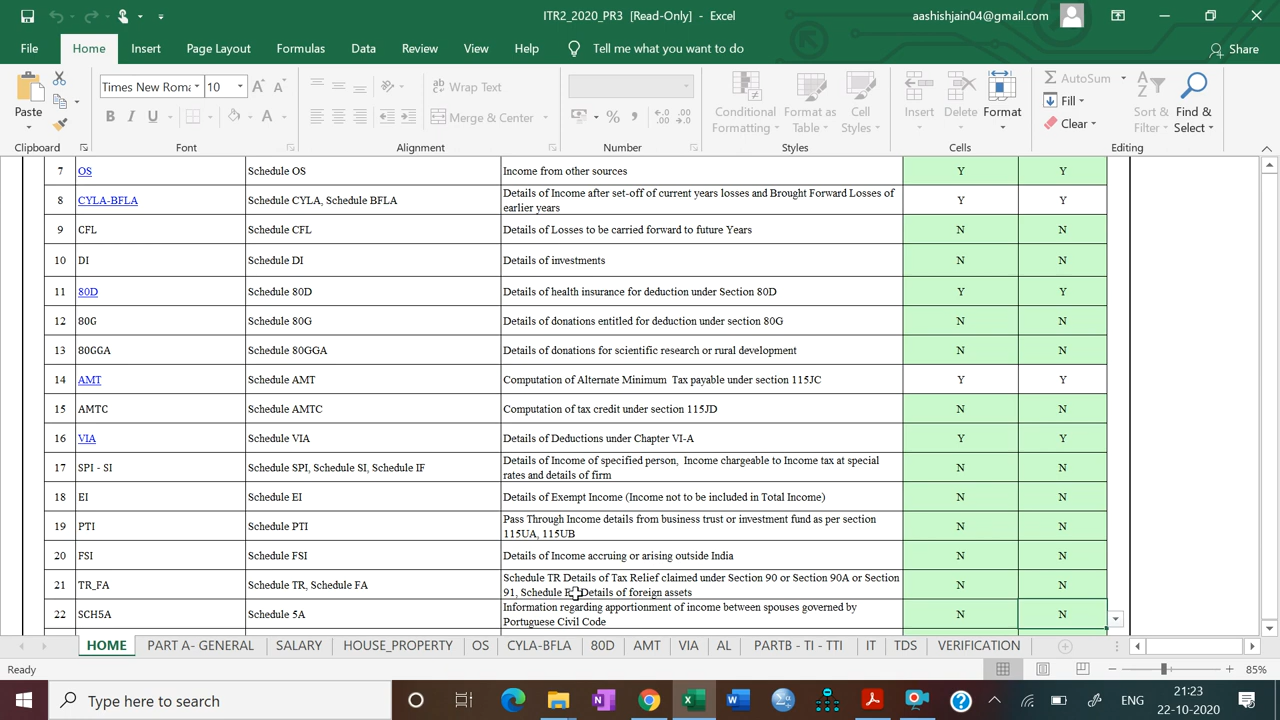 ITR2_2020_PR3 [Read-Only] - Excel
aashishjain04@gmail.com
File Home Insert Page Layout Formulas Data Review View Help Tell me what you want to do Share
Paste
Times New Roma 10
Wrap Text
Merge & Center
Conditional Formatting
Format as Table
Cell Styles
Insert
Delete
Format
AutoSum
Fill
Clear
Sort & Filter
Find & Select
Clipboard Font Alignment Number Styles Cells Editing
7 OS Schedule OS Income from other sources Y Y
8 CYLA-BFLA Schedule CYLA, Schedule BFLA Details of Income after set-off of current years losses and Brought Forward Losses of
earlier years Y Y
9 CFL Schedule CFL Details of Losses to be carried forward to future Years N N
10 DI Schedule DI Details of investments N N
11 80D Schedule 80D Details of health insurance for deduction under Section 80D Y Y
12 80G Schedule 80G Details of donations entitled for deduction under section 80G N N
13 80GGA Schedule 80GGA Details of donations for scientific research or rural development N N
14 AMT Schedule AMT Computation of Alternate Minimum Tax payable under section 115JC Y Y
15 AMTC Schedule AMTC Computation of tax credit under section 115JD N N
16 VIA Schedule VIA Details of Deductions under Chapter VI-A Y Y
17 SPI - SI Schedule SPI, Schedule SI, Schedule IF Details of Income of specified person, Income chargeable to Income tax at special
rates and details of firm N N
18 EI Schedule EI Details of Exempt Income (Income not to be included in Total Income) N N
19 PTI Schedule PTI Pass Through Income details from business trust or investment fund as per section
115UA, 115UB N N
20 FSI Schedule FSI Details of Income accruing or arising outside India N N
21 TR_FA Schedule TR, Schedule FA Schedule TR Details of Tax Relief claimed under Section 90 or Section 90A or Section
91, Schedule Details of foreign assets N N
22 SCH5A Schedule 5A Information regarding apportionment of income between spouses governed by
Portuguese Civil Code N N
HOME PART A- GENERAL SALARY HOUSE_PROPERTY OS CYLA-BFLA 80D AMT VIA AL PARTB - TI - TTI IT TDS VERIFICATION
Ready 85%
Type here to search ENG 21:23
22-10-2020